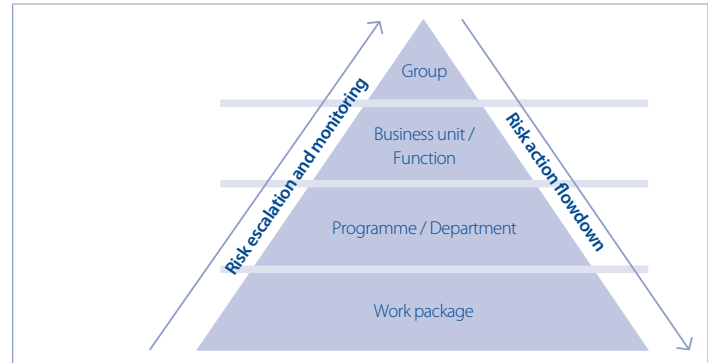 Group
Risk escalation and monitoring
Risk action flowdown
Business unit /
Function
Programme / Department
Work package